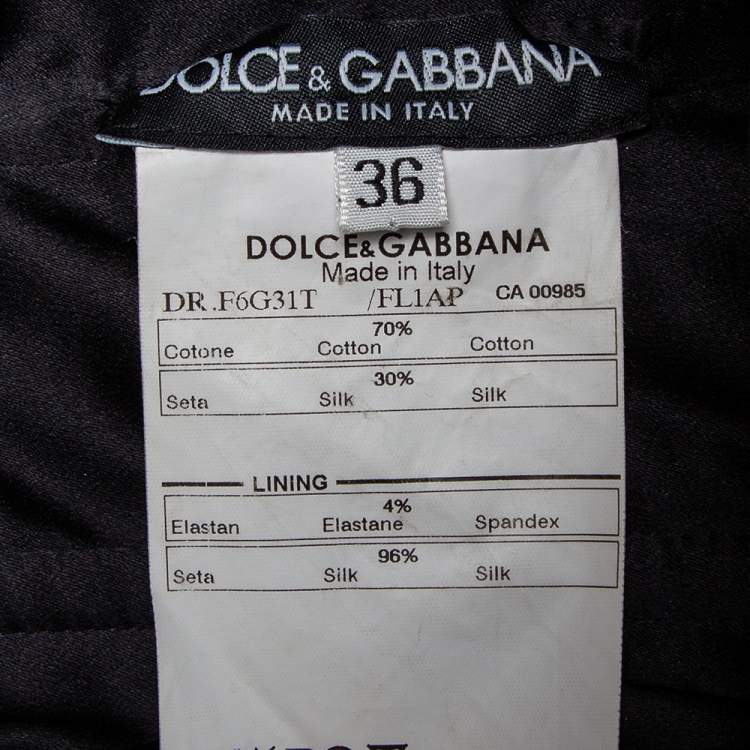 DOLCE & GABBANA
MADE IN ITALY
36
DOLCE&GABBANA
Made in Italy
DR.F6G31T /FL1AP CA 00985
70%
Cotone Cotton Cotton
30%
Seta Silk Silk
LINING
4%
Elastan Elastane Spandex
96%
Seta Silk Silk